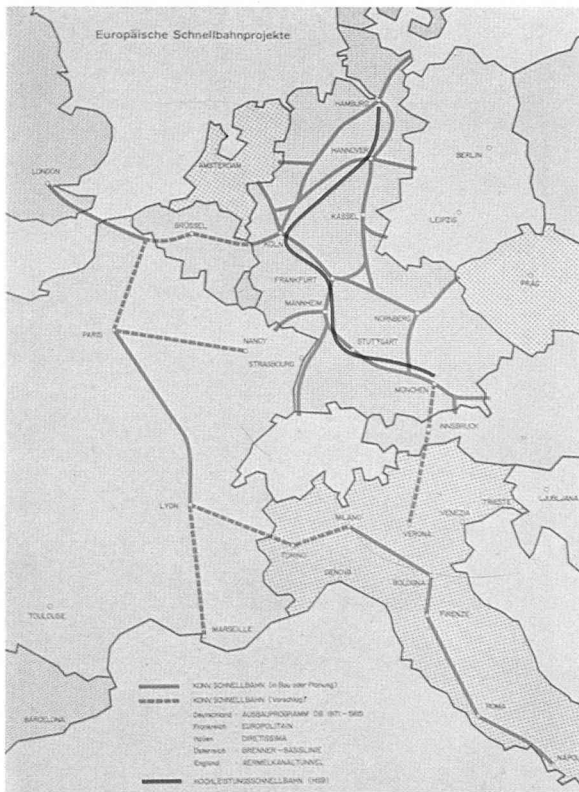 Europäische Schnellbahnprojekte
HAMBURG
HANNOVER
BERLIN
AMSTERDAM
LONDON
KASSEL
LEIPZIG
BRÜSSEL
KÖLN
FRANKFURT
PRAG
MANNHEIM
NÜRNBERG
PARIS
NANCY
STUTTGART
STRASBOURG
MÜNCHEN
INNSBRUCK
LYON
MILANO
VENEZIA
TRIESTE
LJUBLJANA
VERONA
TORINO
GENOVA
BOLOGNA
FIRENZE
TOULOUSE
MARSEILLE
ROMA
NAPOLI
BARCELONA
KONV. SCHNELLBAHN (in Bau oder Planung)
KONV. SCHNELLBAHN (Vorschlag)
Deutschland : AUSBAUPROGRAMM DB 1971-1985
Frankreich : EUROPOLITAIN
Italien : DIRETISSIMA
Österreich : BRENNER-BASISLINIE
England : AERMELKANALTUNNEL
HOCHLEISTUNGSSCHNELLBAHN (HSB)